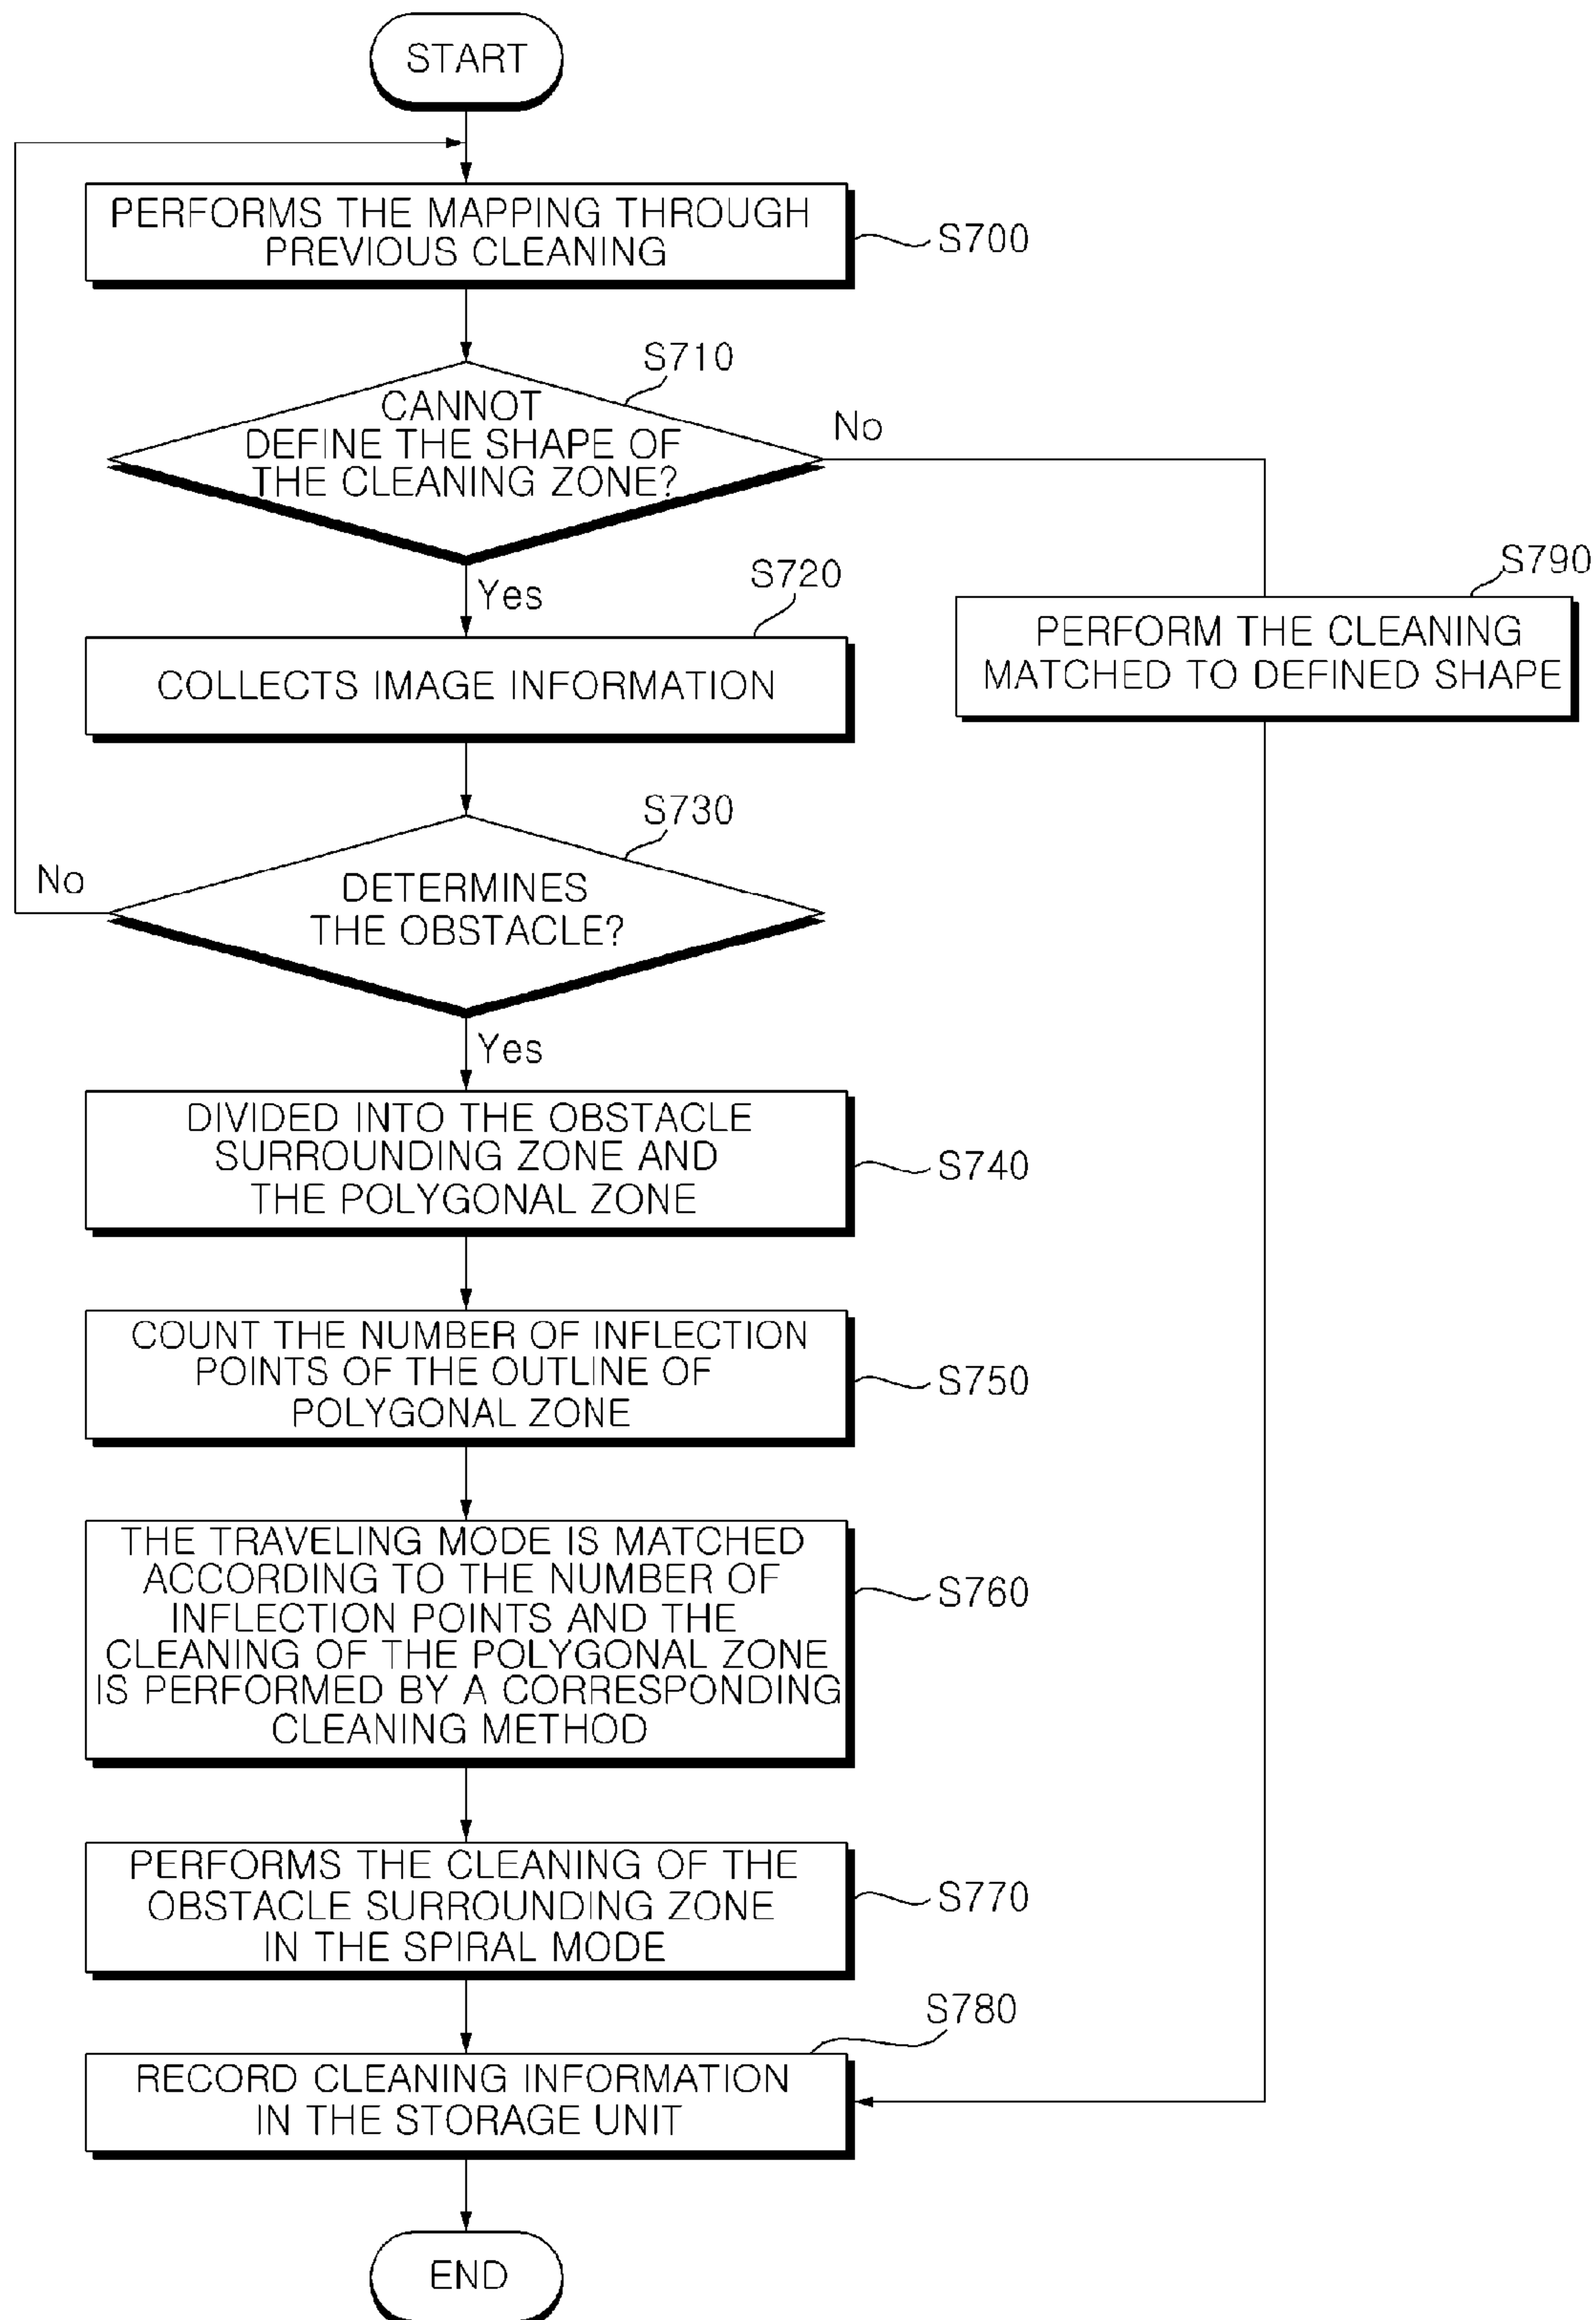 START
PERFORMS THE MAPPING THROUGH
PREVIOUS CLEANING
S700
S710
CANNOT
DEFINE THE SHAPE OF
THE CLEANING ZONE?
No
Yes
S720
COLLECTS IMAGE INFORMATION
S790
PERFORM THE CLEANING
MATCHED TO DEFINED SHAPE
S730
DETERMINES
THE OBSTACLE?
No
Yes
DIVIDED INTO THE OBSTACLE
SURROUNDING ZONE AND
THE POLYGONAL ZONE
S740
COUNT THE NUMBER OF INFLECTION
POINTS OF THE OUTLINE OF
POLYGONAL ZONE
S750
THE TRAVELING MODE IS MATCHED
ACCORDING TO THE NUMBER OF
INFLECTION POINTS AND THE
CLEANING OF THE POLYGONAL ZONE
IS PERFORMED BY A CORRESPONDING
CLEANING METHOD
S760
PERFORMS THE CLEANING OF THE
OBSTACLE SURROUNDING ZONE
IN THE SPIRAL MODE
S770
S780
RECORD CLEANING INFORMATION
IN THE STORAGE UNIT
END